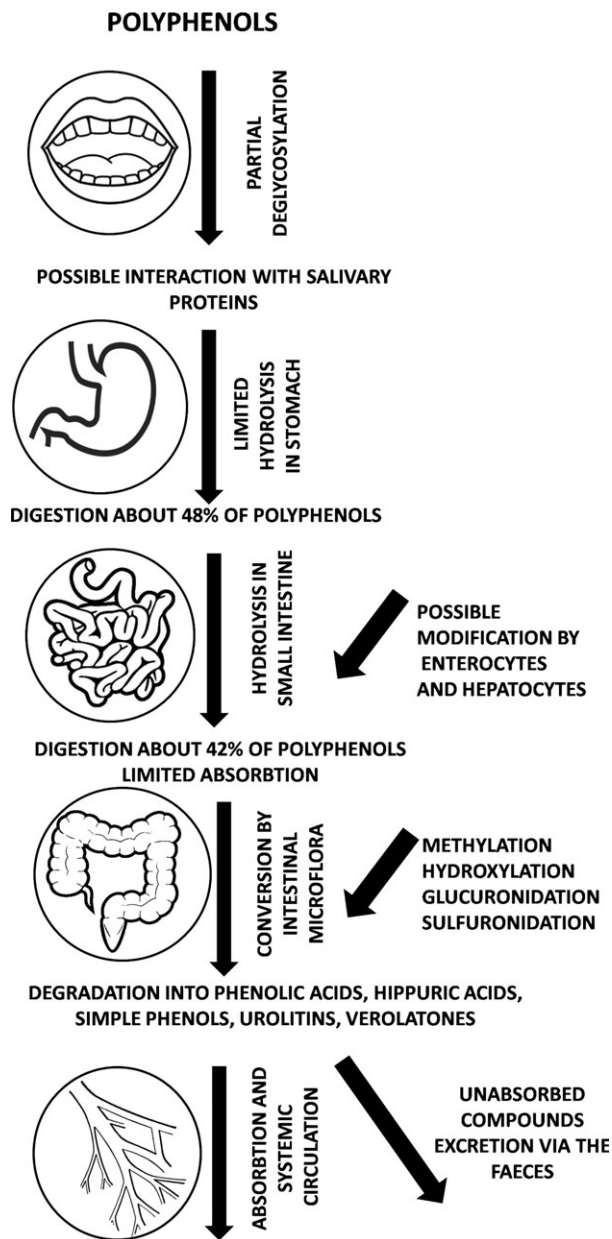 POLYPHENOLS
PARTIAL
DEGLYCOSYLATION
POSSIBLE INTERACTION WITH SALIVARY
PROTEINS
LIMITED
HYDROLYSIS
IN STOMACH
DIGESTION ABOUT 48% OF POLYPHENOLS
HYDROLYSIS IN
SMALL INTESTINE
POSSIBLE
MODIFICATION BY
ENTEROCYTES
AND HEPATOCYTES
DIGESTION ABOUT 42% OF POLYPHENOLS
LIMITED ABSORBTION
CONVERSION BY
INTESTINAL
MICROFLORA
METHYLATION
HYDROXYLATION
GLUCURONIDATION
SULFURONIDATION
DEGRADATION INTO PHENOLIC ACIDS, HIPPURIC ACIDS,
SIMPLE PHENOLS, UROLITINS, VEROLATONES
ABSORBTION AND
SYSTEMIC
CIRCULATION
UNABSORBED
COMPOUNDS
EXCRETION VIA THE
FAECES